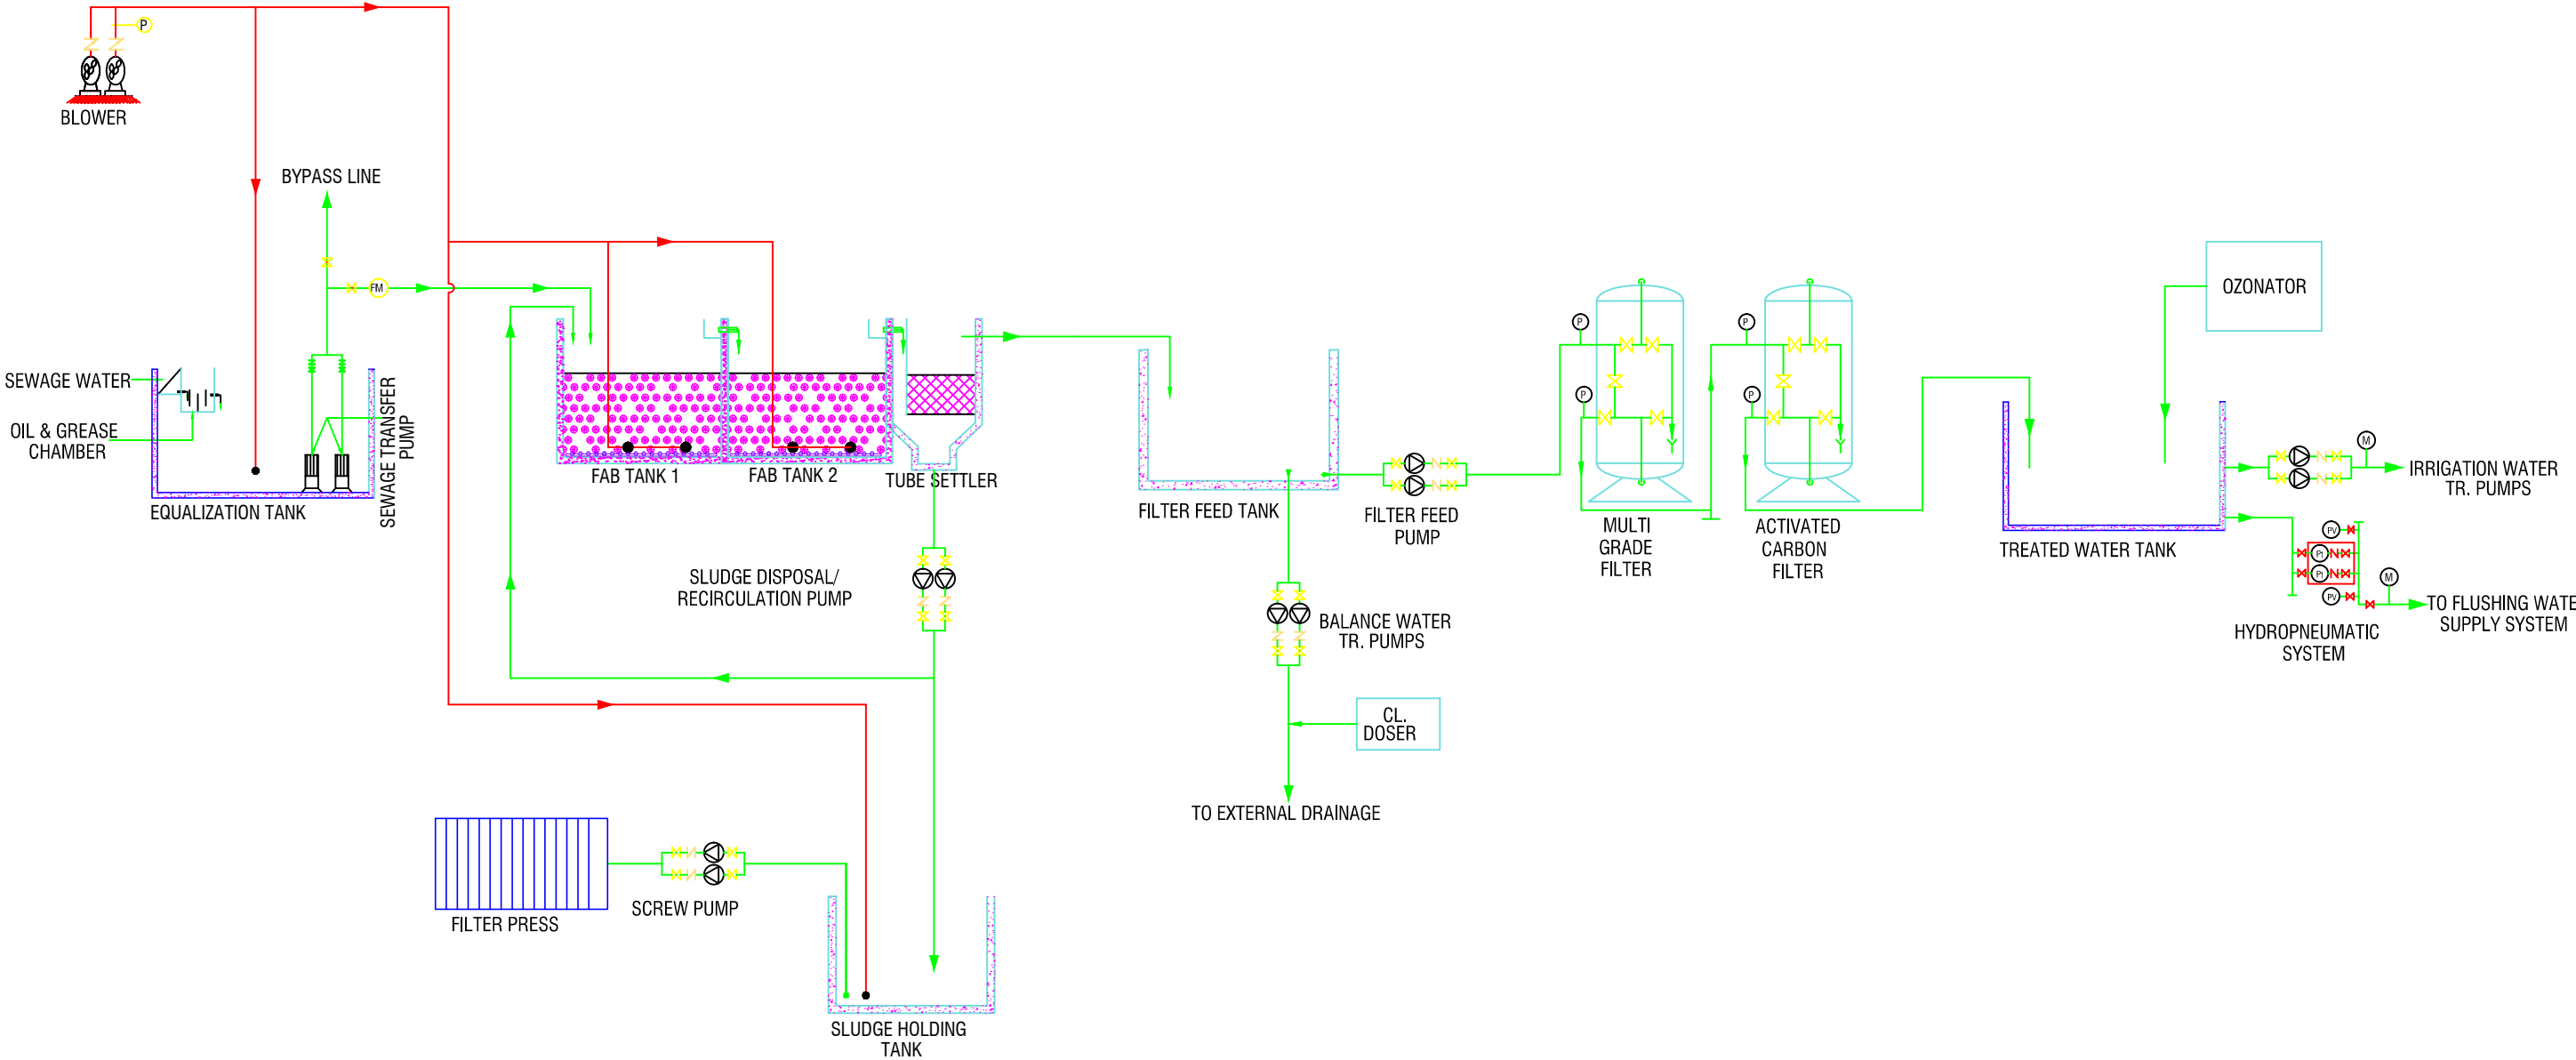 P
BLOWER
BYPASS LINE
FM
SEWAGE WATER
OIL & GREASE
CHAMBER
SEWAGE TRANSFER
PUMP
EQUALIZATION TANK
FAB TANK 1
FAB TANK 2
TUBE SETTLER
SLUDGE DISPOSAL/
RECIRCULATION PUMP
FILTER PRESS
SCREW PUMP
SLUDGE HOLDING
TANK
FILTER FEED TANK
FILTER FEED
PUMP
BALANCE WATER
TR. PUMPS
CL.
DOSER
TO EXTERNAL DRAINAGE
P
P
MULTI
GRADE
FILTER
P
P
ACTIVATED
CARBON
FILTER
OZONATOR
TREATED WATER TANK
M
IRRIGATION WATER
TR. PUMPS
PV
P1
P1
PV
M
TO FLUSHING WATE
SUPPLY SYSTEM
HYDROPNEUMATIC
SYSTEM